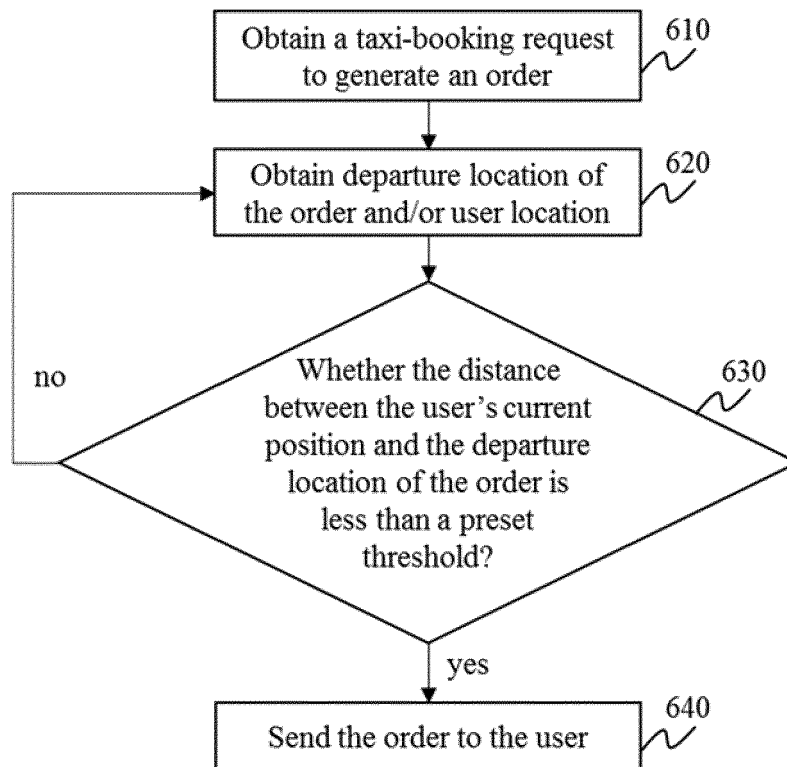 Obtain a taxi-booking request
to generate an order
610
Obtain departure location of
the order and/or user location
620
no
Whether the distance
between the user's current
position and the departure
location of the order is
less than a preset
threshold?
630
yes
Send the order to the user
640